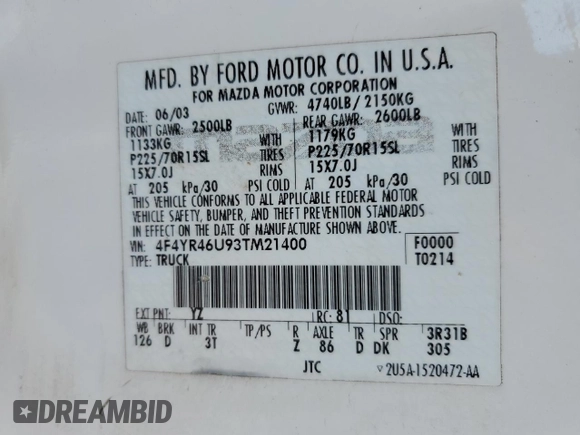 MFD. BY FORD MOTOR CO. IN U.S.A.
FOR MAZDA MOTOR CORPORATION
DATE: 06/03 GVWR: 4740LB/ 2150KG
FRONT GAWR: 2500LB REAR GAWR: 2600LB
1133KG WITH 1179KG WITH
P225/70R15SL TIRES P225/70R15SL TIRES
15X7.0J RIMS 15X7.0J RIMS
AT 205 kPa/30 PSI COLD AT 205 kPa/30 PSI COLD
THIS VEHICLE CONFORMS TO ALL APPLICABLE FEDERAL MOTOR
VEHICLE SAFETY, BUMPER, AND THEFT PREVENTION STANDARDS
IN EFFECT ON THE DATE OF MANUFACTURE SHOWN ABOVE.
VIN: 4F4YR46U93TM21400 F0000
TYPE: TRUCK T0214
EXT PNT: YZ RC: 81 DSO:
WB BRK INT TR TP/PS R AXLE TR SPR 3R31B
126 D 3T Z 86 D DK 305
JTC ▽2U5A-1520472-AA
DREAMBID